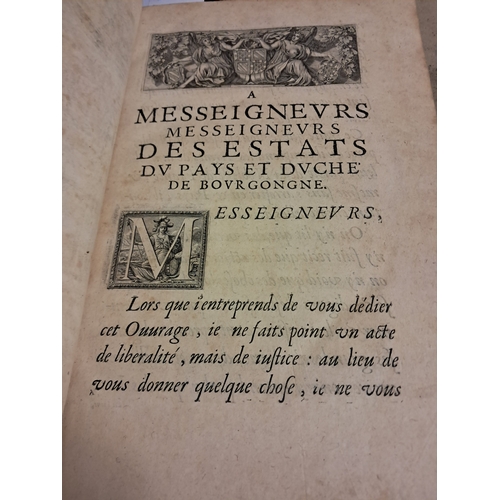 A
MESSEIGNEVRS
MESSEIGNEVRS
DES ESTATS
DV PAYS ET DVCHE'
DE BOVRGONGNE.
MESSEIGNEVRS,
Lors que i'entreprends de vous dédier
cet Ouurage, ie ne faits point vn acte
de liberalité, mais de iuſtice : au lieu de
vous donner quelque choſe, ie ne vous